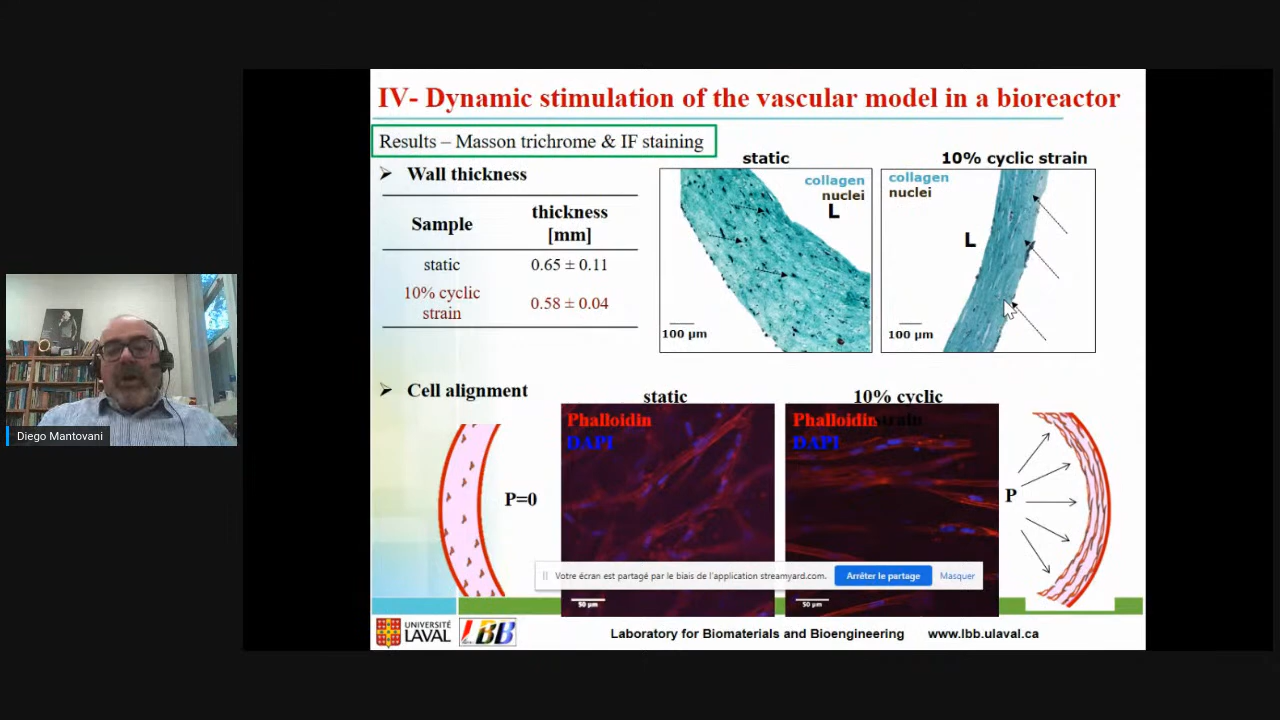 IV- Dynamic stimulation of the vascular model in a bioreactor
Results – Masson trichrome & IF staining
➢ Wall thickness
Sample
thickness
[mm]
static
0.65 ± 0.11
10% cyclic
strain
0.58 ± 0.04
static
collagen
nuclei
L
100 µm
10% cyclic strain
collagen
nuclei
L
100 µm
➢ Cell alignment
P=0
static
Phalloidin
DAPI
50 µm
10% cyclic
strain
Phalloidin
DAPI
50 µm
P
Votre écran est partagé par le biais de l'application streamyard.com.
Arrêter le partage
Masquer
UNIVERSITÉ
LAVAL
LBB
Laboratory for Biomaterials and Bioengineering
www.lbb.ulaval.ca
Diego Mantovani